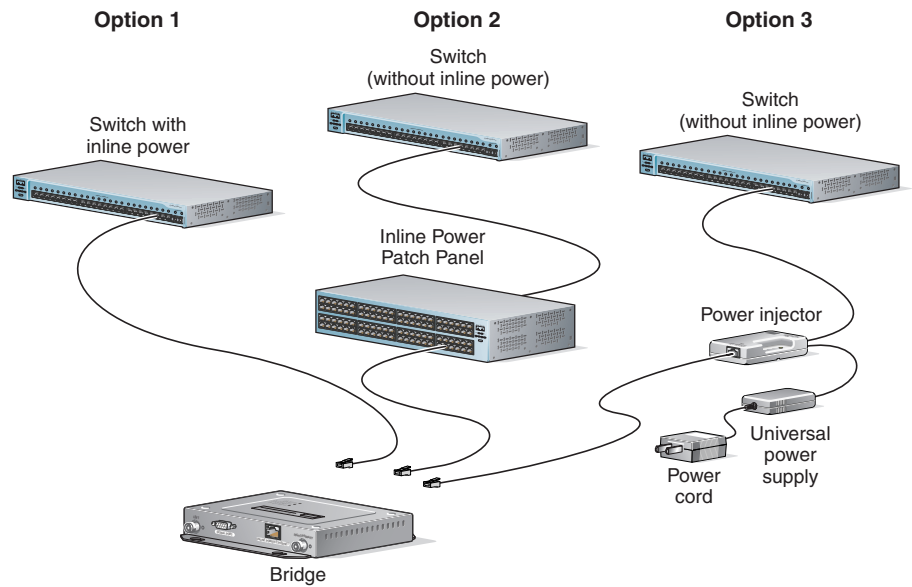 Option 1
Option 2
Option 3
Switch
(without inline power)
Switch with
inline power
Switch
(without inline power)
Inline Power
Patch Panel
Power injector
Universal
power
supply
Power
cord
Bridge